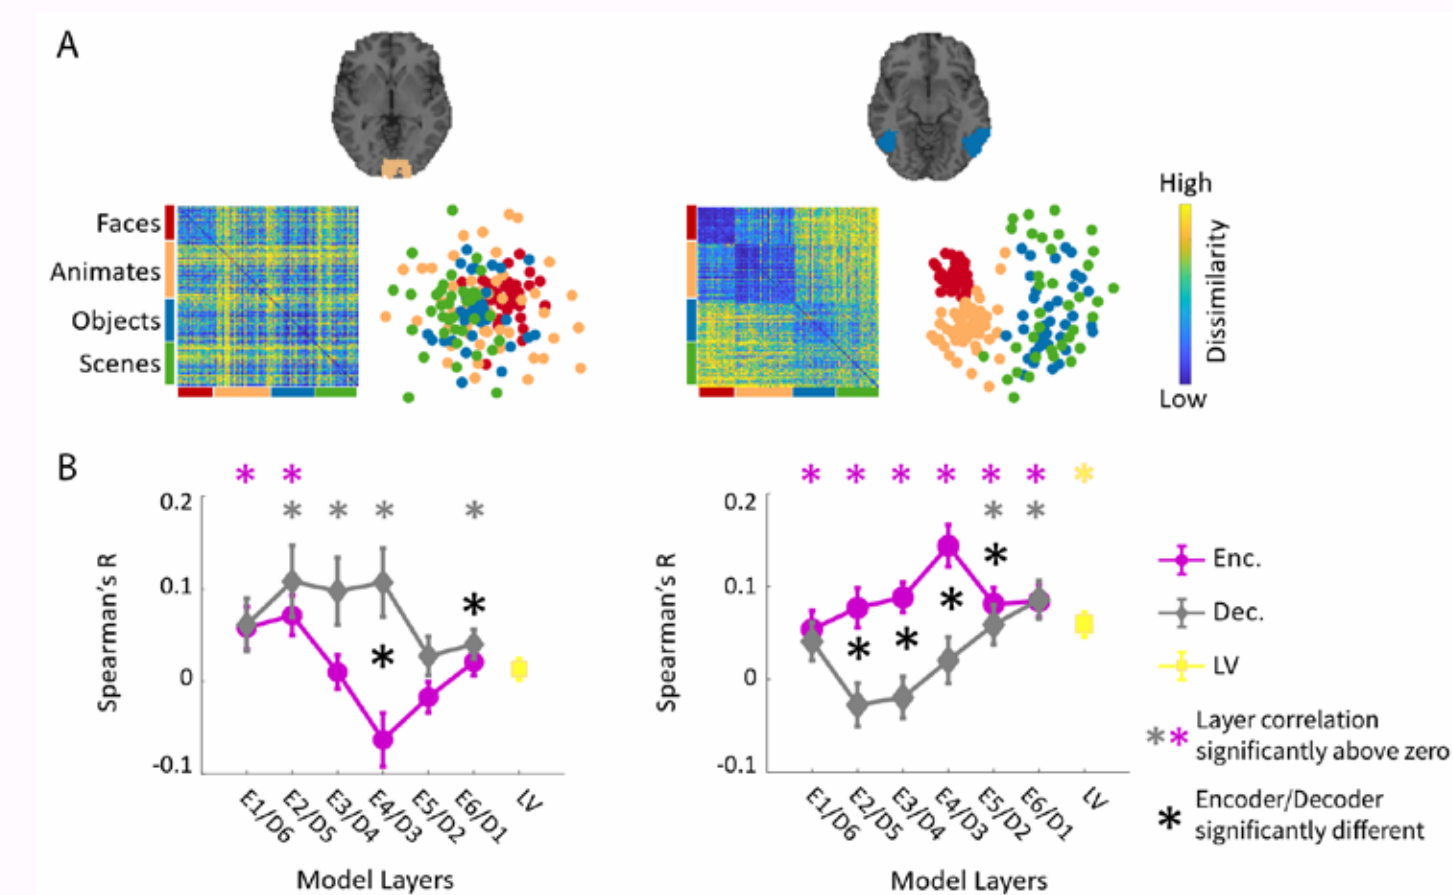 A
Faces
Animates
Objects
Scenes
High
Dissimilarity
Low
B
Spearman's R
0.2
0.1
0
-0.1
E1/D6
E2/D5
E3/D4
E4/D3
E5/D2
E6/D1
LV
Model Layers
Spearman's R
0.2
0.1
0
-0.1
E1/D6
E2/D5
E3/D4
E4/D3
E5/D2
E6/D1
LV
Model Layers
Enc.
Dec.
LV
Layer correlation
significantly above zero
Encoder/Decoder
significantly different